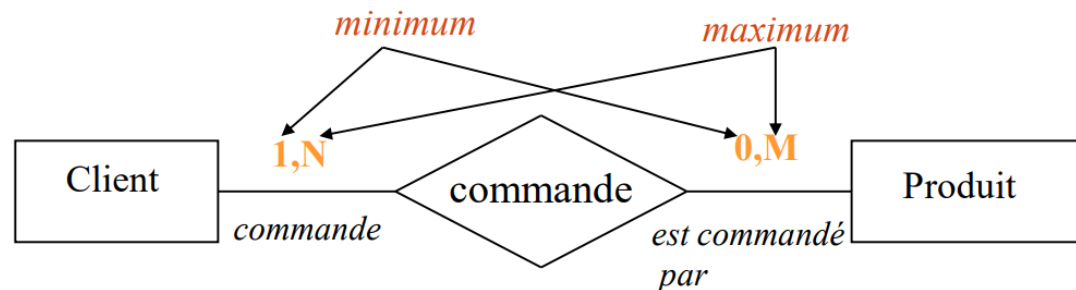 minimum
maximum
1,N
0,M
Client
commande
Produit
commande
est commandé
par